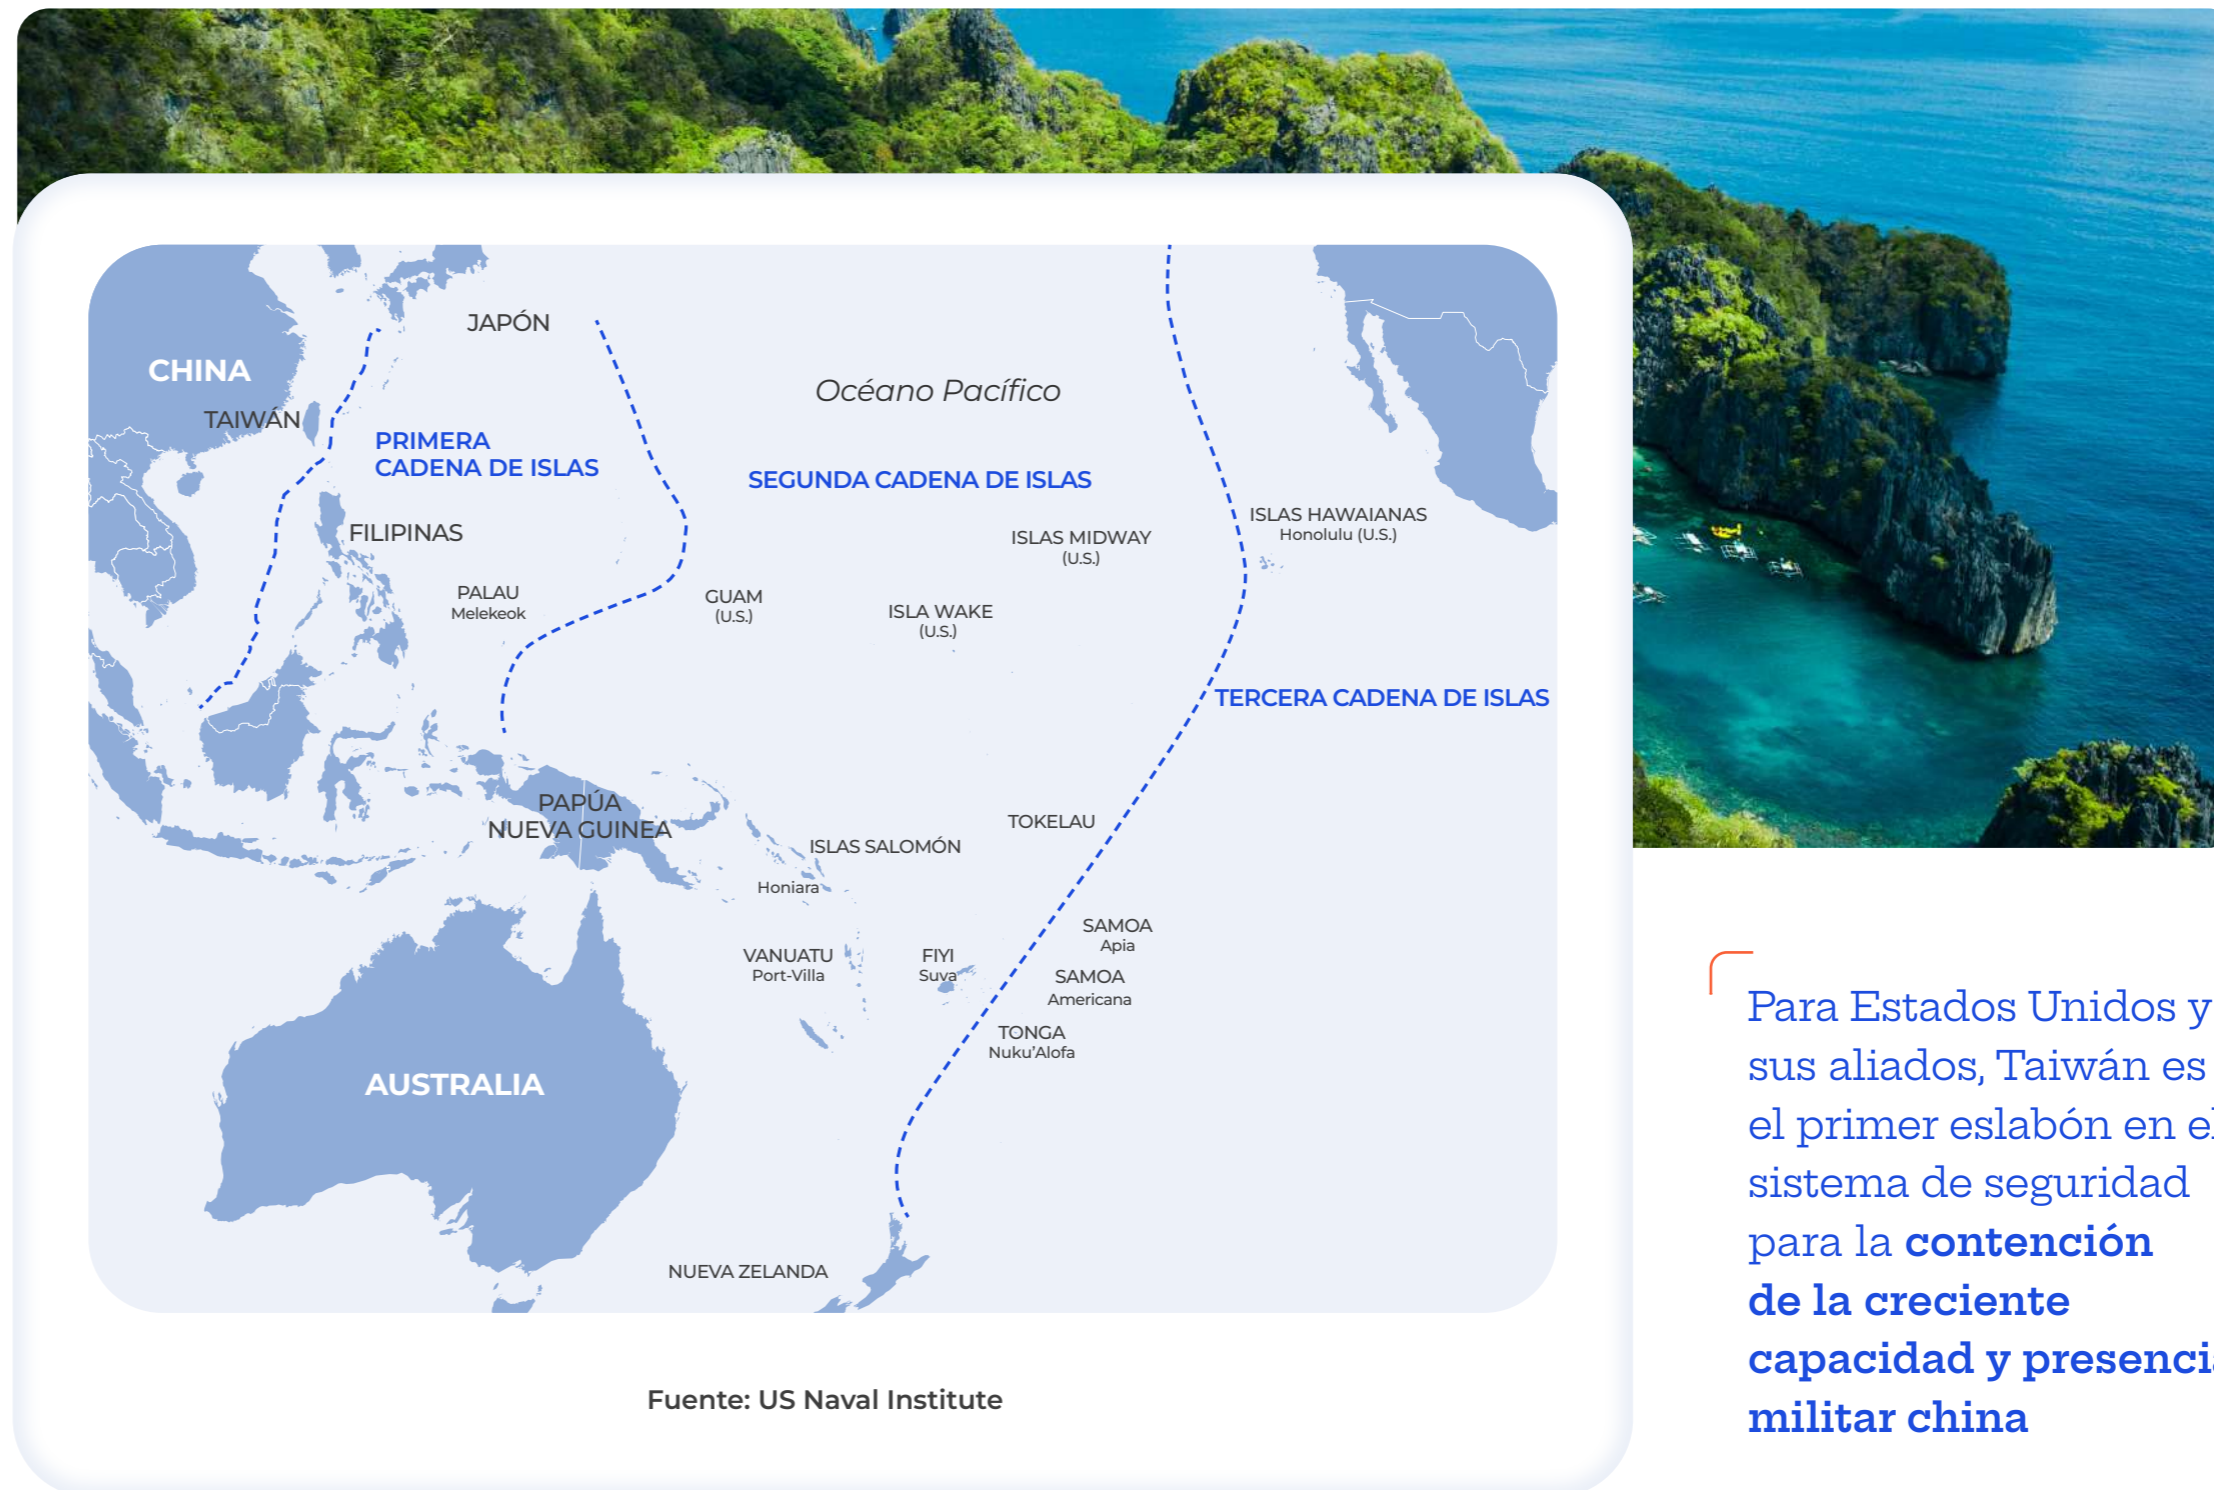 JAPÓN
CHINA
Océano Pacífico
TAIWÁN
PRIMERA
CADENA DE ISLAS
SEGUNDA CADENA DE ISLAS
ISLAS HAWAIANAS
Honolulu (U.S.)
FILIPINAS
ISLAS MIDWAY
(U.S.)
PALAU
Melekeok
GUAM
(U.S.)
ISLA WAKE
(U.S.)
TERCERA CADENA DE ISLAS
PAPÚA
NUEVA GUINEA
TOKELAU
ISLAS SALOMÓN
Honiara
SAMOA
Apia
VANUATU
Port-Villa
FIYI
Suva
SAMOA
Americana
TONGA
Nuku'Alofa
AUSTRALIA
NUEVA ZELANDA
Fuente: US Naval Institute
Para Estados Unidos y
sus aliados, Taiwán es
el primer eslabón en el
sistema de seguridad
para la contención
de la creciente
capacidad y presencia
militar china